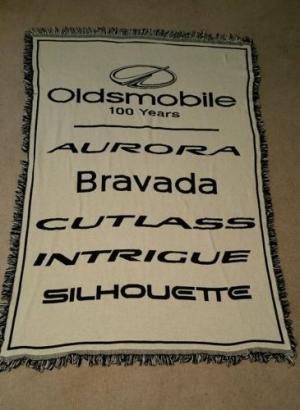 Oldsmobile
100 Years
AURORA
Bravada
CUTLASS
INTRIGUE
SILHOUETTE